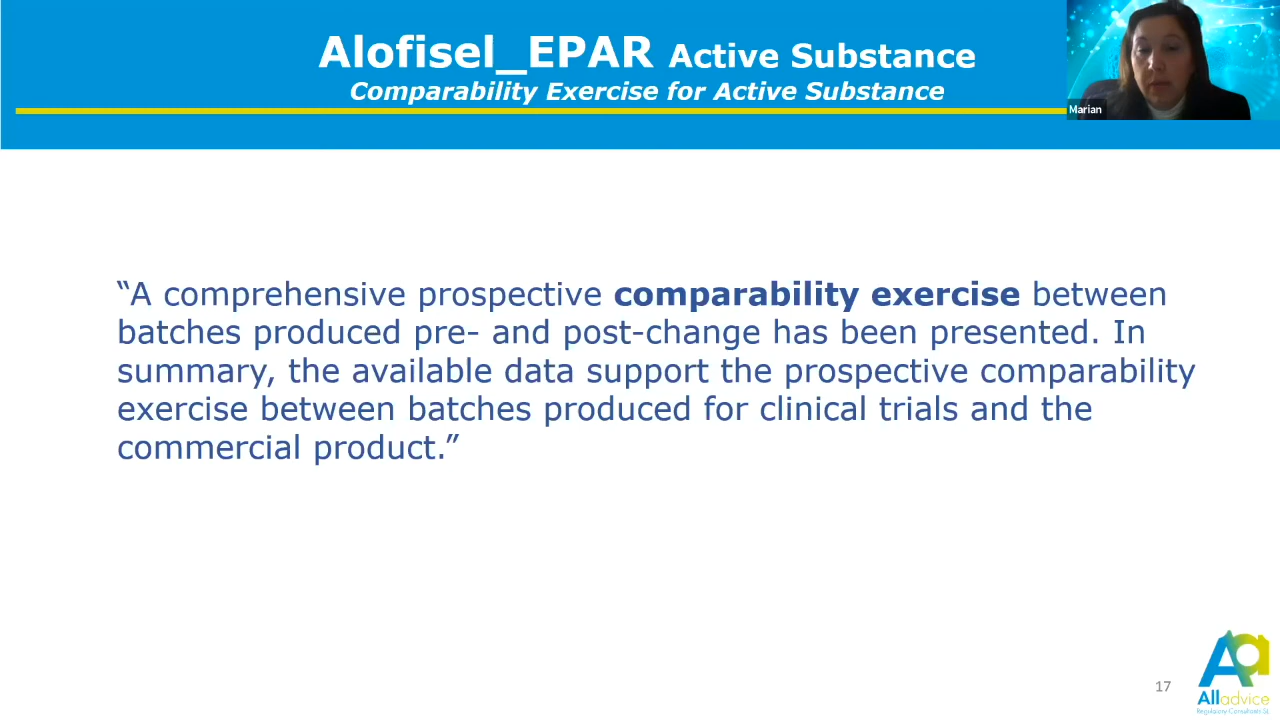 Alofisel_EPAR Active Substance
Comparability Exercise for Active Substance
Marian
“A comprehensive prospective comparability exercise between
batches produced pre- and post-change has been presented. In
summary, the available data support the prospective comparability
exercise between batches produced for clinical trials and the
commercial product.”
17
Alladvice
Regulatory Consultants SL